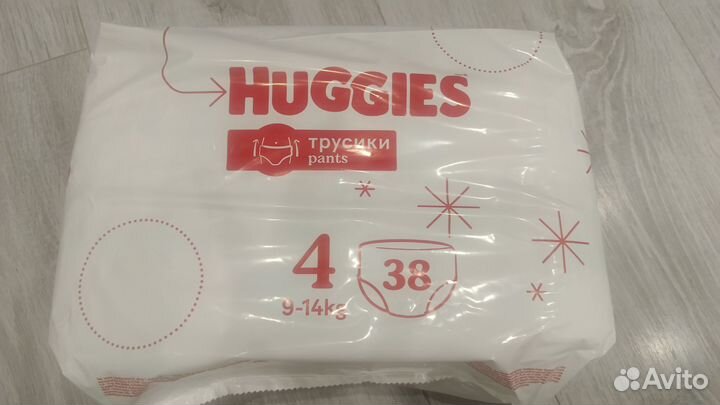 HUGGIES
трусики
pants
4
38
9-14kg
Avito